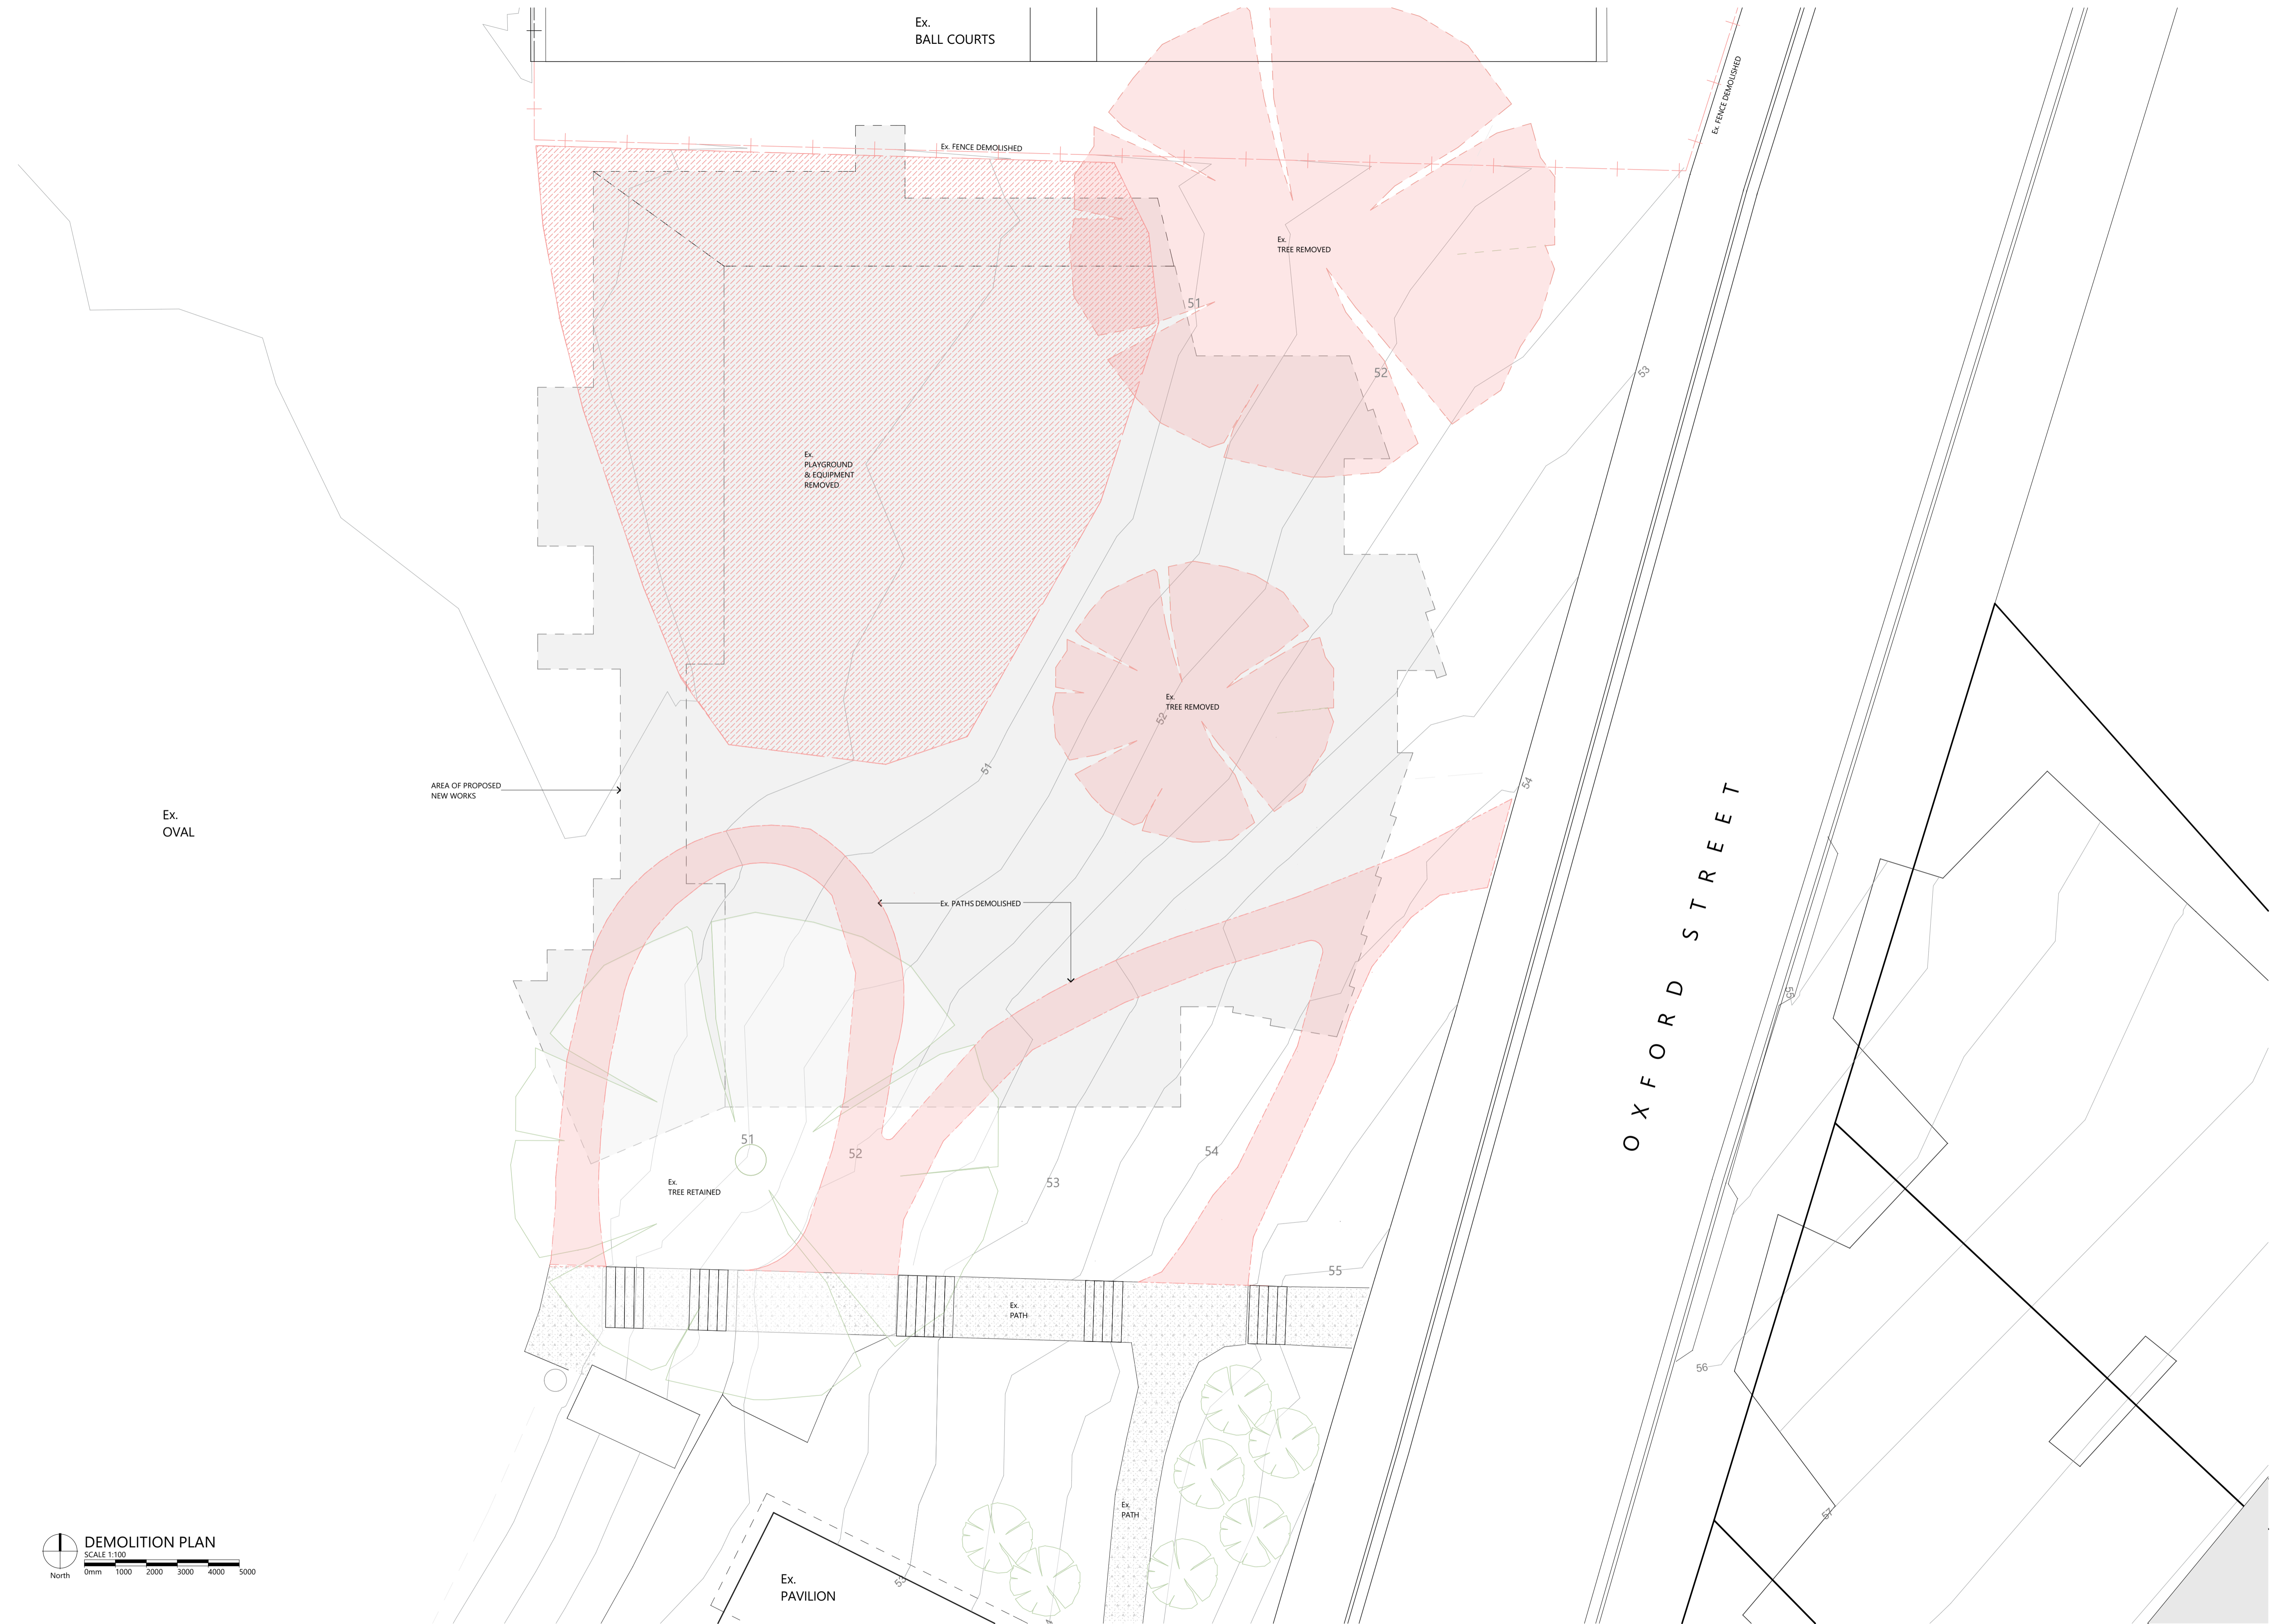 Ex.
BALL COURTS
Ex. FENCE DEMOLISHED
Ex. FENCE DEMOLISHED
Ex.
TREE REMOVED
51
52
53
Ex.
PLAYGROUND
& EQUIPMENT
REMOVED
Ex.
TREE REMOVED
52
51
54
AREA OF PROPOSED
NEW WORKS
Ex.
OVAL
Ex. PATHS DEMOLISHED
OXFORD STREET
55
51
52
53
54
Ex.
TREE RETAINED
55
Ex.
PATH
56
Ex.
PATH
57
53
Ex.
PAVILION
DEMOLITION PLAN
SCALE 1:100
0mm 1000 2000 3000 4000 5000
North